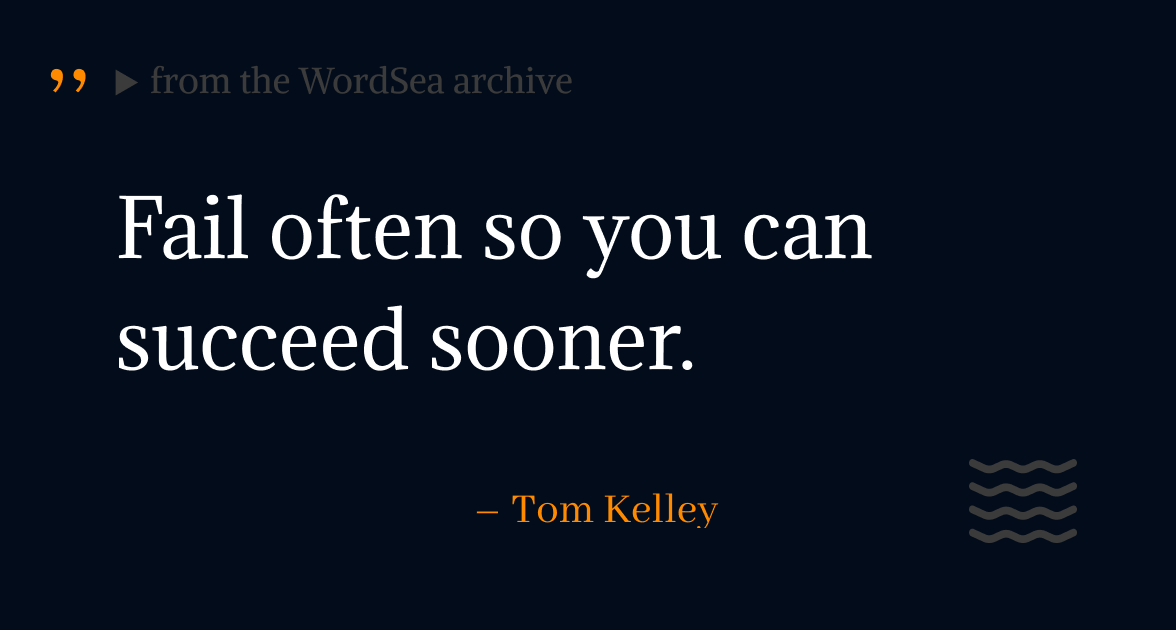 ” ▶ from the WordSea archive
Fail often so you can
succeed sooner.
– Tom Kelley